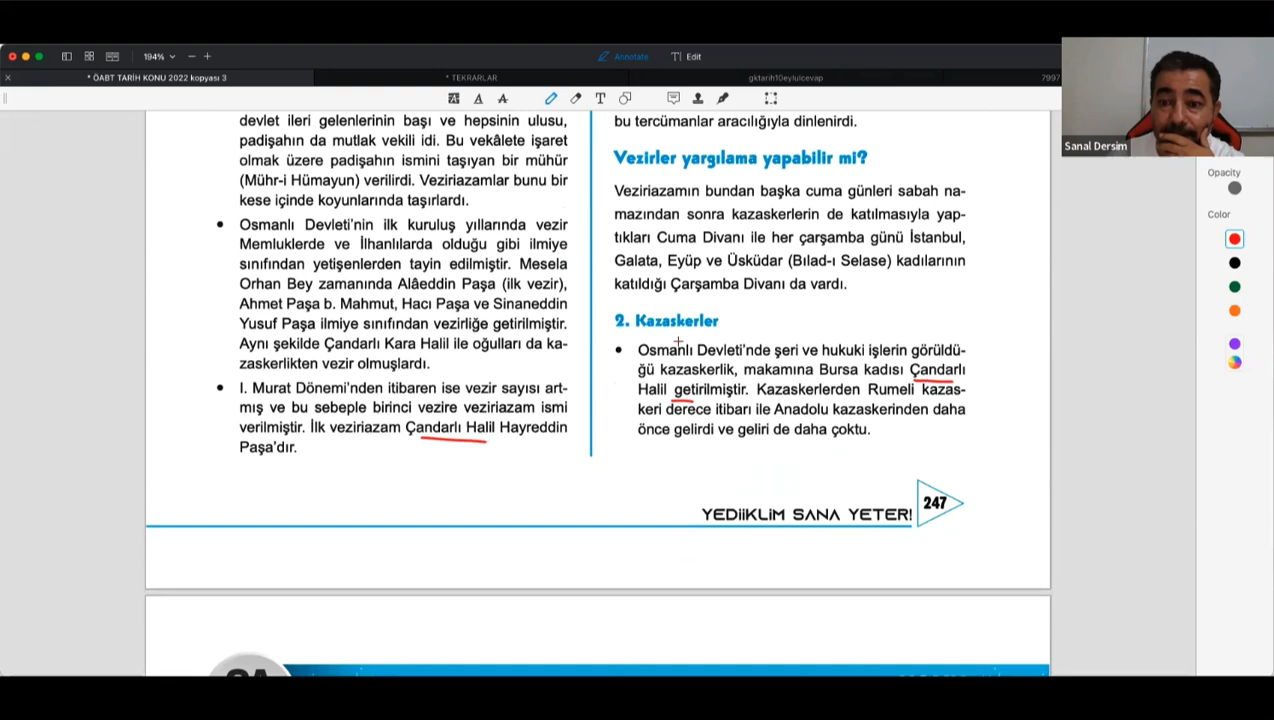 194%
Annotate
Edit
* ÖABT TARİH KONU 2022 kopyası 3
* TEKRARLAR
gktarih10eylulcevap
7997
devlet ileri gelenlerinin başı ve hepsinin ulusu,
padişahın da mutlak vekili idi. Bu vekâlete işaret
olmak üzere padişahın ismini taşıyan bir mühür
(Mühr-i Hümayun) verilirdi. Veziriazamlar bunu bir
kese içinde koyunlarında taşırlardı.
• Osmanlı Devleti'nin ilk kuruluş yıllarında vezir
Memluklerde ve İlhanlılarda olduğu gibi ilmiye
sınıfından yetişenlerden tayin edilmiştir. Mesela
Orhan Bey zamanında Alâeddin Paşa (ilk vezir),
Ahmet Paşa b. Mahmut, Hacı Paşa ve Sinaneddin
Yusuf Paşa ilmiye sınıfından vezirliğe getirilmiştir.
Aynı şekilde Çandarlı Kara Halil ile oğulları da ka-
zaskerlikten vezir olmuşlardı.
• I. Murat Dönemi'nden itibaren ise vezir sayısı art-
mış ve bu sebeple birinci vezire veziriazam ismi
verilmiştir. İlk veziriazam Çandarlı Halil Hayreddin
Paşa'dır.
bu tercümanlar aracılığıyla dinlenirdi.
Vezirler yargılama yapabilir mi?
Veziriazamın bundan başka cuma günleri sabah na-
mazından sonra kazaskerlerin de katılmasıyla yap-
tıkları Cuma Divanı ile her çarşamba günü İstanbul,
Galata, Eyüp ve Üsküdar (Bılad-ı Selase) kadılarının
katıldığı Çarşamba Divanı da vardı.
2. Kazaskerler
• Osmanlı Devleti'nde şeri ve hukuki işlerin görüldü-
ğü kazaskerlik, makamına Bursa kadısı Çandarlı
Halil getirilmiştir. Kazaskerlerden Rumeli kazas-
keri derece itibarı ile Anadolu kazaskerinden daha
önce gelirdi ve geliri de daha çoktu.
YEDİİKLİM SANA YETER!
247
Sanal Dersim
Opacity
Color